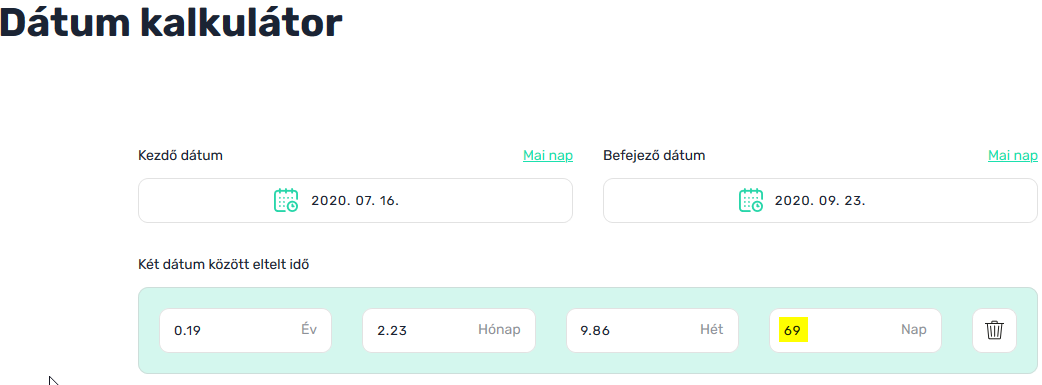 Dátum kalkulátor
Kezdő dátum Mai nap
Befejező dátum Mai nap
2020. 07. 16.
2020. 09. 23.
Két dátum között eltelt idő
0.19 Év
2.23 Hónap
9.86 Hét
69 Nap